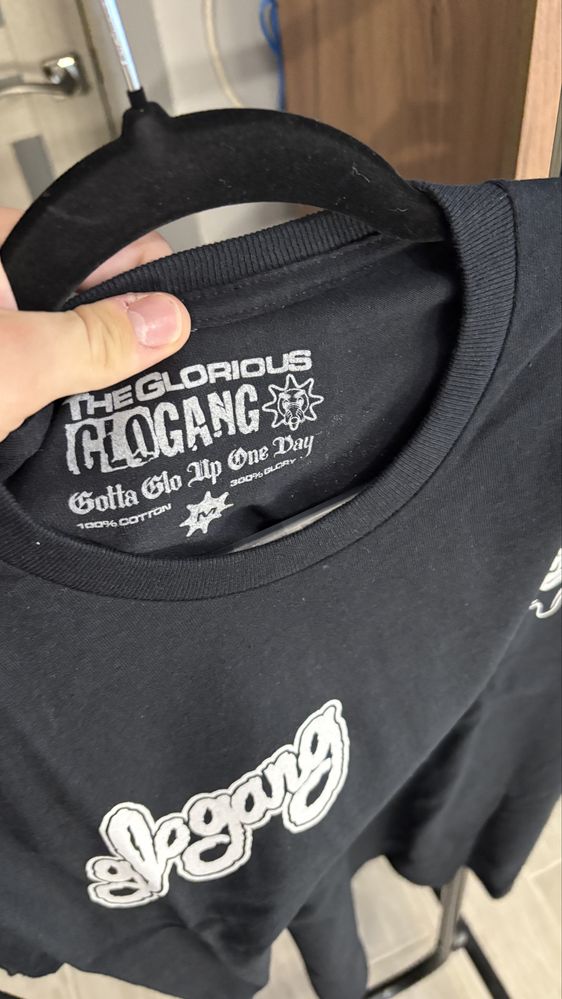 THE GLORIOUS
GLOGANG
Gotta Glo Up One Day
100% COTTON
300% GLORY
M
glogang